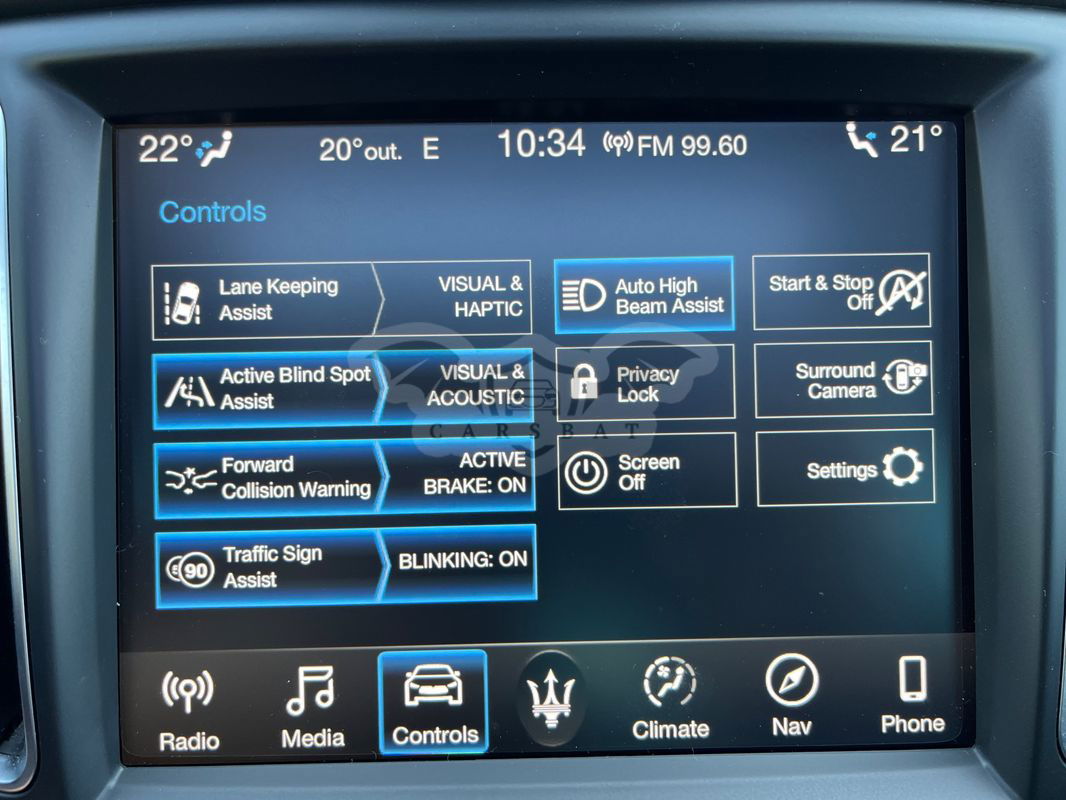 22°
20°out. E
10:34
FM 99.60
21°
Controls
Lane Keeping
Assist
VISUAL &
HAPTIC
Auto High
Beam Assist
Start & Stop
Off
Active Blind Spot
Assist
VISUAL &
ACOUSTIC
Privacy
Lock
Surround
Camera
CARSBAT
Forward
Collision Warning
ACTIVE
BRAKE: ON
Screen
Off
Settings
90
Traffic Sign
Assist
BLINKING: ON
Radio
Media
Controls
Climate
Nav
Phone